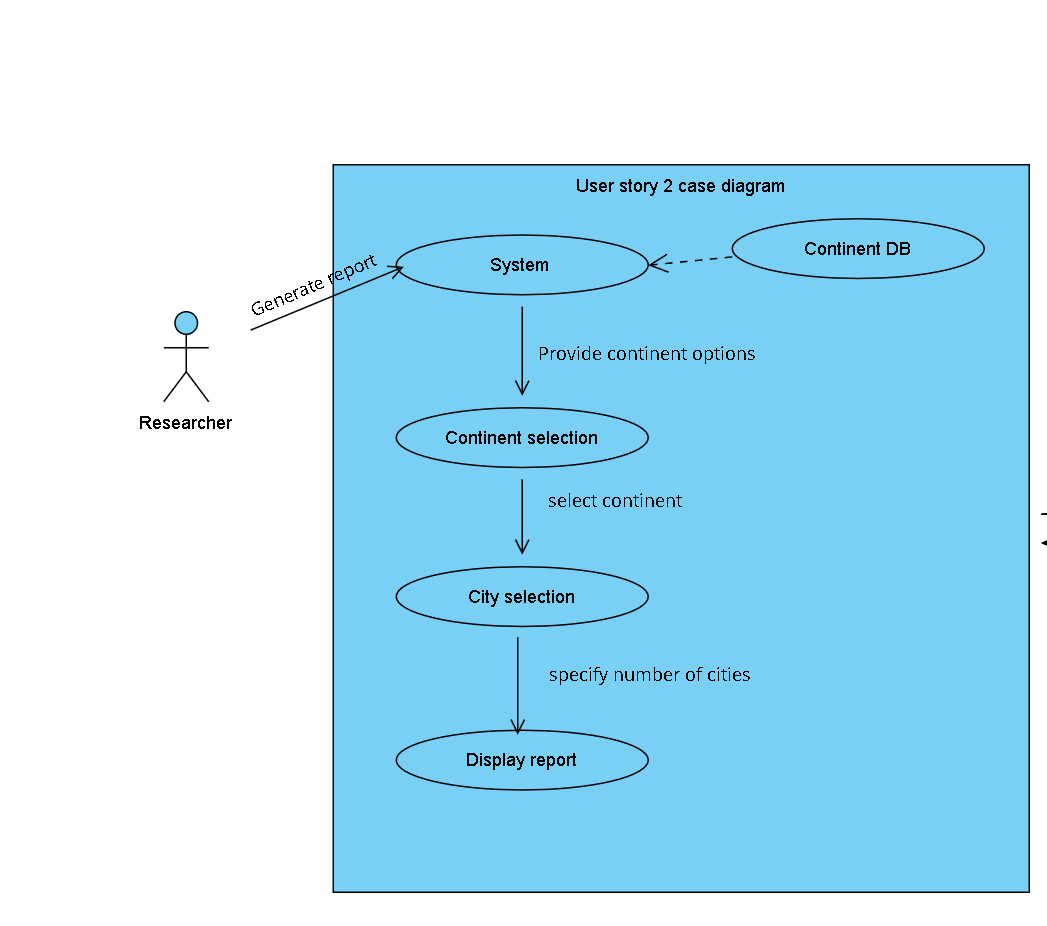 User story 2 case diagram
System
Continent DB
Generate report
Provide continent options
Researcher
Continent selection
select continent
City selection
specify number of cities
Display report